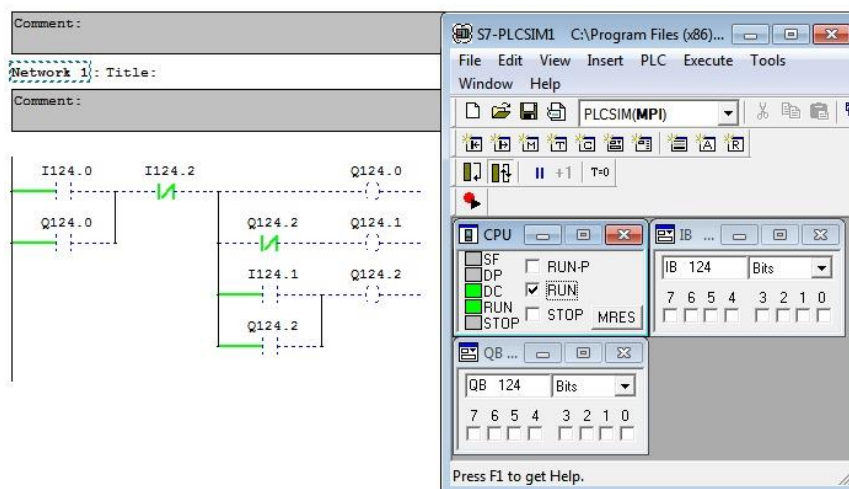 Comment:
Network 1: Title:
Comment:
I124.0 I124.2 Q124.0
Q124.0 Q124.2 Q124.1
I124.1 Q124.2
Q124.2
S7-PLCSIM1 C:\Program Files (x86)...
File Edit View Insert PLC Execute Tools
Window Help
PLCSIM(MPI)
+1 T=0
CPU
SF
DP
DC
RUN
STOP
RUN-P
RUN
STOP MRES
IB ...
IB 124 Bits
7 6 5 4 3 2 1 0
QB ...
QB 124 Bits
7 6 5 4 3 2 1 0
Press F1 to get Help.